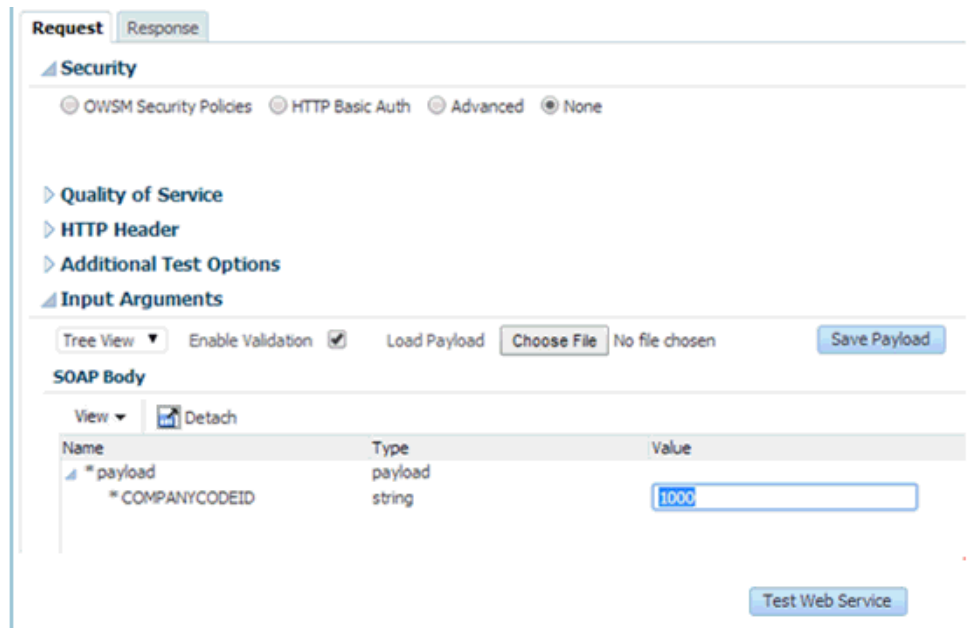 Request Response
Security
OWSM Security Policies HTTP Basic Auth Advanced None
Quality of Service
HTTP Header
Additional Test Options
Input Arguments
Tree View Enable Validation Load Payload Choose File No file chosen Save Payload
SOAP Body
View Detach
Name Type Value
* payload payload
* COMPANYCODEID string 1000
Test Web Service